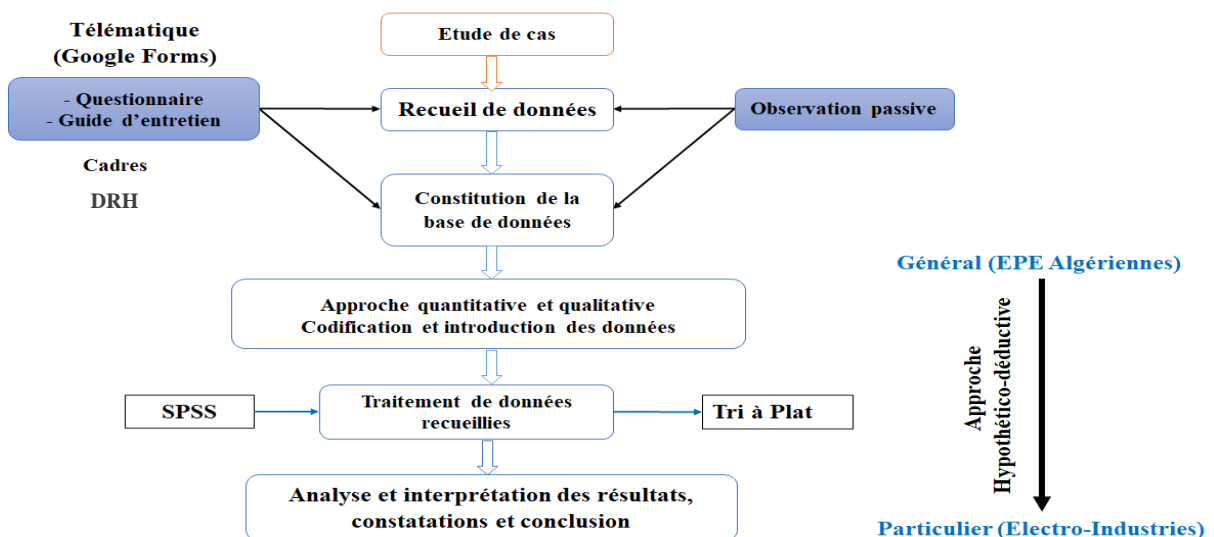 Télématique
(Google Forms)
Etude de cas
- Questionnaire
- Guide d'entretien
Recueil de données
Observation passive
Cadres
DRH
Constitution de la
base de données
Général (EPE Algériennes)
Approche quantitative et qualitative
Codification et introduction des données
Approche
Hypothético-déductive
SPSS
Traitement de données
recueillies
Tri à Plat
Analyse et interprétation des résultats,
constatations et conclusion
Particulier (Electro-Industries)